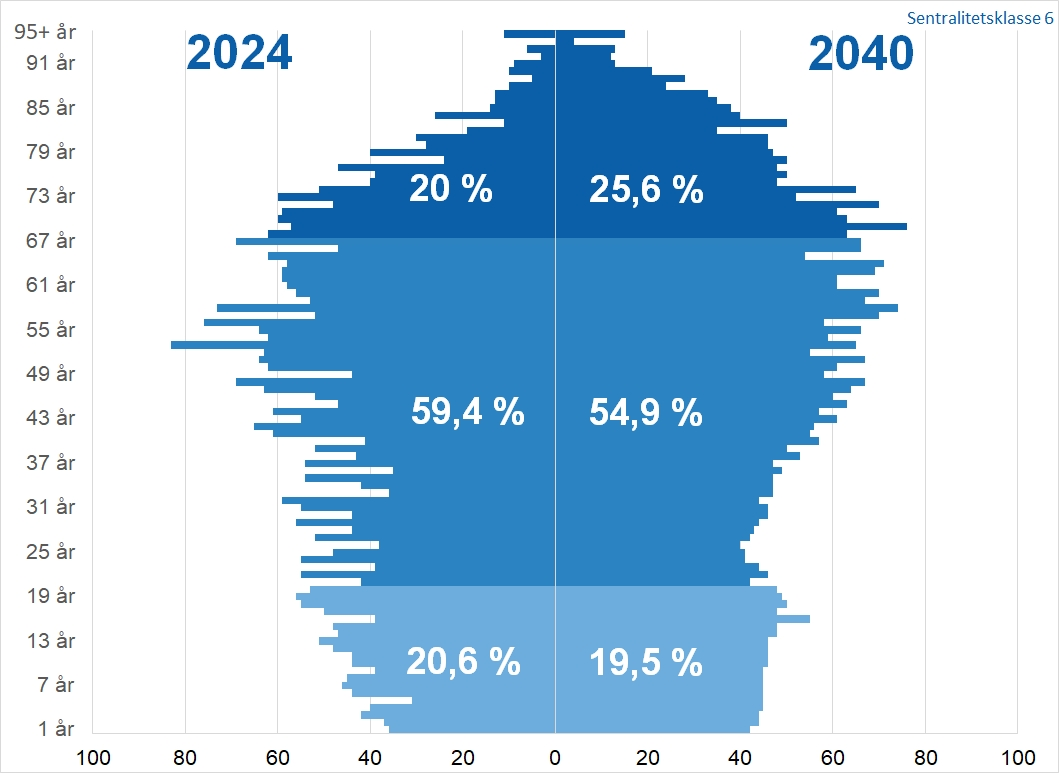 Sentralitetsklasse 6
2024
2040
95+ år
91 år
85 år
79 år
73 år
67 år
61 år
55 år
49 år
43 år
37 år
31 år
25 år
19 år
13 år
7 år
1 år
20 %
25,6 %
59,4 %
54,9 %
20,6 %
19,5 %
100 80 60 40 20 0 20 40 60 80 100